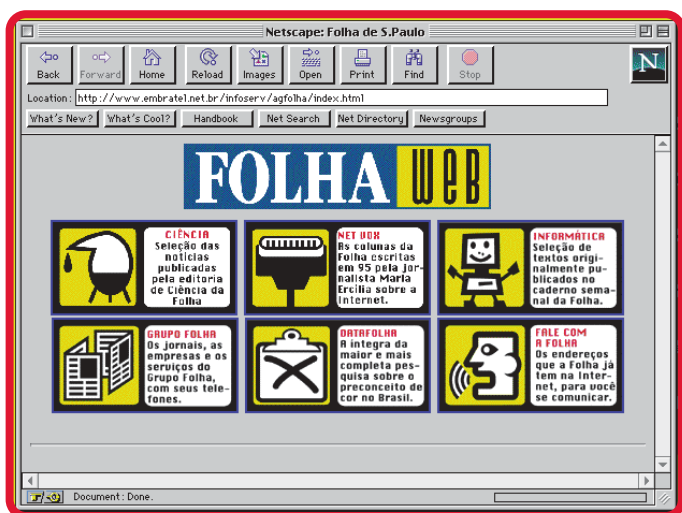 Netscape: Folha de S.Paulo
Back
Forward
Home
Reload
Images
Open
Print
Find
Stop
N
Location: http://www.embratel.net.br/infoserv/agfolha/index.html
What's New?
What's Cool?
Handbook
Net Search
Net Directory
Newsgroups
FOLHA WEB
CIÊNCIA
Seleção das
notícias
publicadas
pela editoria
de Ciência da
Folha
NET VOX
As colunas da
Folha escritas
em 95 pela jor-
nalista Maria
Ercília sobre a
Internet.
INFORMÁTICA
Seleção de
textos origi-
nalmente pu-
blicados no
caderno sema-
nal da Folha.
GRUPO FOLHA
Os jornais, as
empresas e os
serviços do
Grupo Folha,
com seus tele-
fones.
DATAFOLHA
A íntegra da
maior e mais
completa pes-
quisa sobre o
preconceito de
cor no Brasil.
FALE COM
A FOLHA
Os endereços
que a Folha já
tem na Inter-
net, para você
se comunicar.
Document: Done.